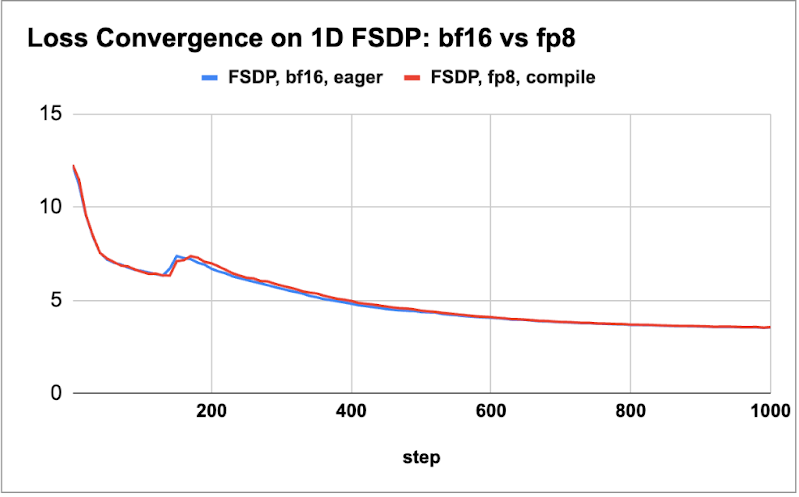 Loss Convergence on 1D FSDP: bf16 vs fp8
FSDP, bf16, eager FSDP, fp8, compile
15
10
5
0
200 400 600 800 1000
step